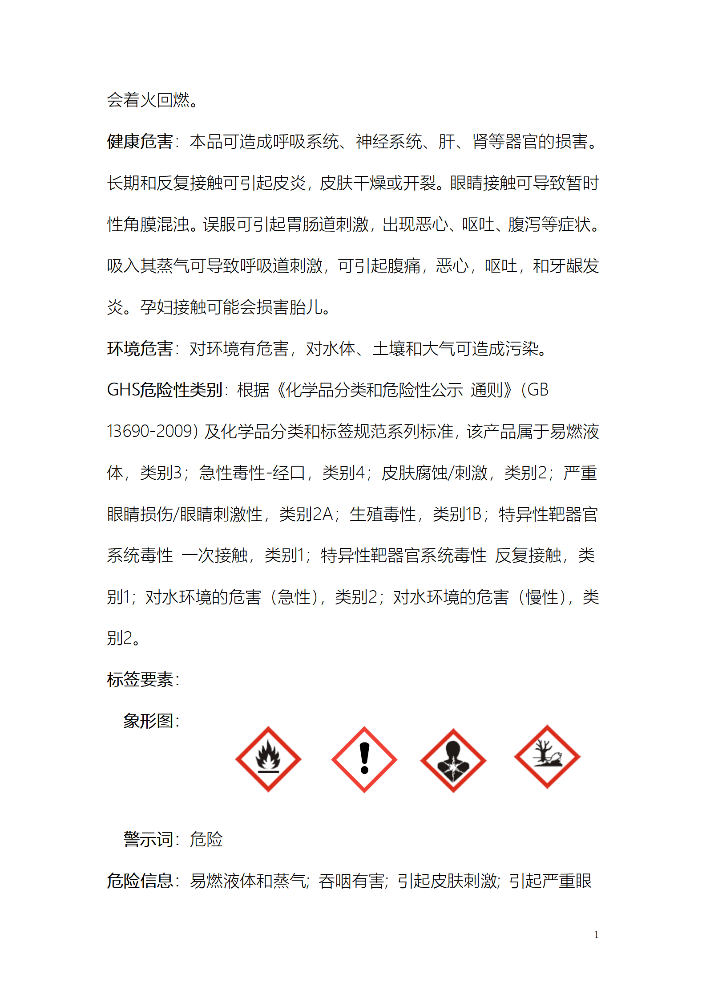 会着火回燃。
健康危害：本品可造成呼吸系统、神经系统、肝、肾等器官的损害。
长期和反复接触可引起皮炎，皮肤干燥或开裂。眼睛接触可导致暂时
性角膜混浊。误服可引起胃肠道刺激，出现恶心、呕吐、腹泻等症状。
吸入其蒸气可导致呼吸道刺激，可引起腹痛，恶心，呕吐，和牙龈发
炎。孕妇接触可能会损害胎儿。
环境危害：对环境有危害，对水体、土壤和大气可造成污染。
GHS危险性类别：根据《化学品分类和危险性公示 通则》（GB
13690-2009）及化学品分类和标签规范系列标准，该产品属于易燃液
体，类别3；急性毒性-经口，类别4；皮肤腐蚀/刺激，类别2；严重
眼睛损伤/眼睛刺激性，类别2A；生殖毒性，类别1B；特异性靶器官
系统毒性 一次接触，类别1；特异性靶器官系统毒性 反复接触，类
别1；对水环境的危害（急性），类别2；对水环境的危害（慢性），类
别2。
标签要素：
象形图：
警示词：危险
危险信息：易燃液体和蒸气; 吞咽有害; 引起皮肤刺激; 引起严重眼
1